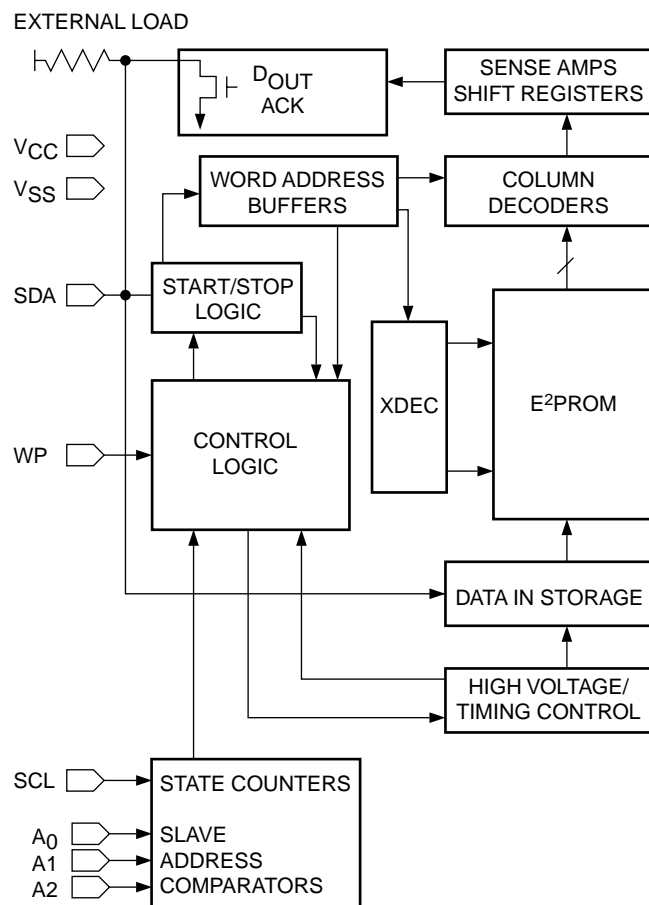 EXTERNAL LOAD
DOUT
ACK
SENSE AMPS
SHIFT REGISTERS
VCC
VSS
WORD ADDRESS
BUFFERS
COLUMN
DECODERS
SDA
START/STOP
LOGIC
XDEC
E²PROM
WP
CONTROL
LOGIC
DATA IN STORAGE
HIGH VOLTAGE/
TIMING CONTROL
SCL
STATE COUNTERS
A0
SLAVE
A1
ADDRESS
A2
COMPARATORS